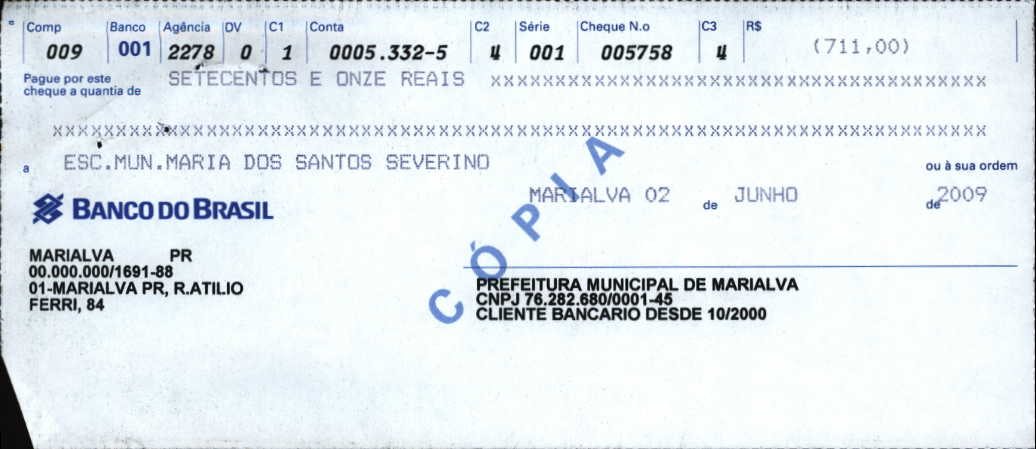 Comp Banco Agência DV C1 Conta C2 Série Cheque N.o C3 R$
009 001 2278 0 1 0005.332-5 4 001 005758 4 (711,00)
Pague por este cheque a quantia de SETECENTOS E ONZE REAIS XXXXXXXXXXXXXXXXXXXXXXXXXXXXXXXXXXXXXXX
XXXXXXXXXXXXXXXXXXXXXXXXXXXXXXXXXXXXXXXXXXXXXXXXXXXXXXXXXXXXXXXXXXXXXXXX
a ESC.MUN.MARIA DOS SANTOS SEVERINO ou à sua ordem
MARIALVA 02 de JUNHO de 2009
BANCO DO BRASIL
MARIALVA PR
00.000.000/1691-88
01-MARIALVA PR, R.ATILIO
FERRI, 84
PREFEITURA MUNICIPAL DE MARIALVA
CNPJ 76.282.680/0001-45
CLIENTE BANCARIO DESDE 10/2000
CÓPIA